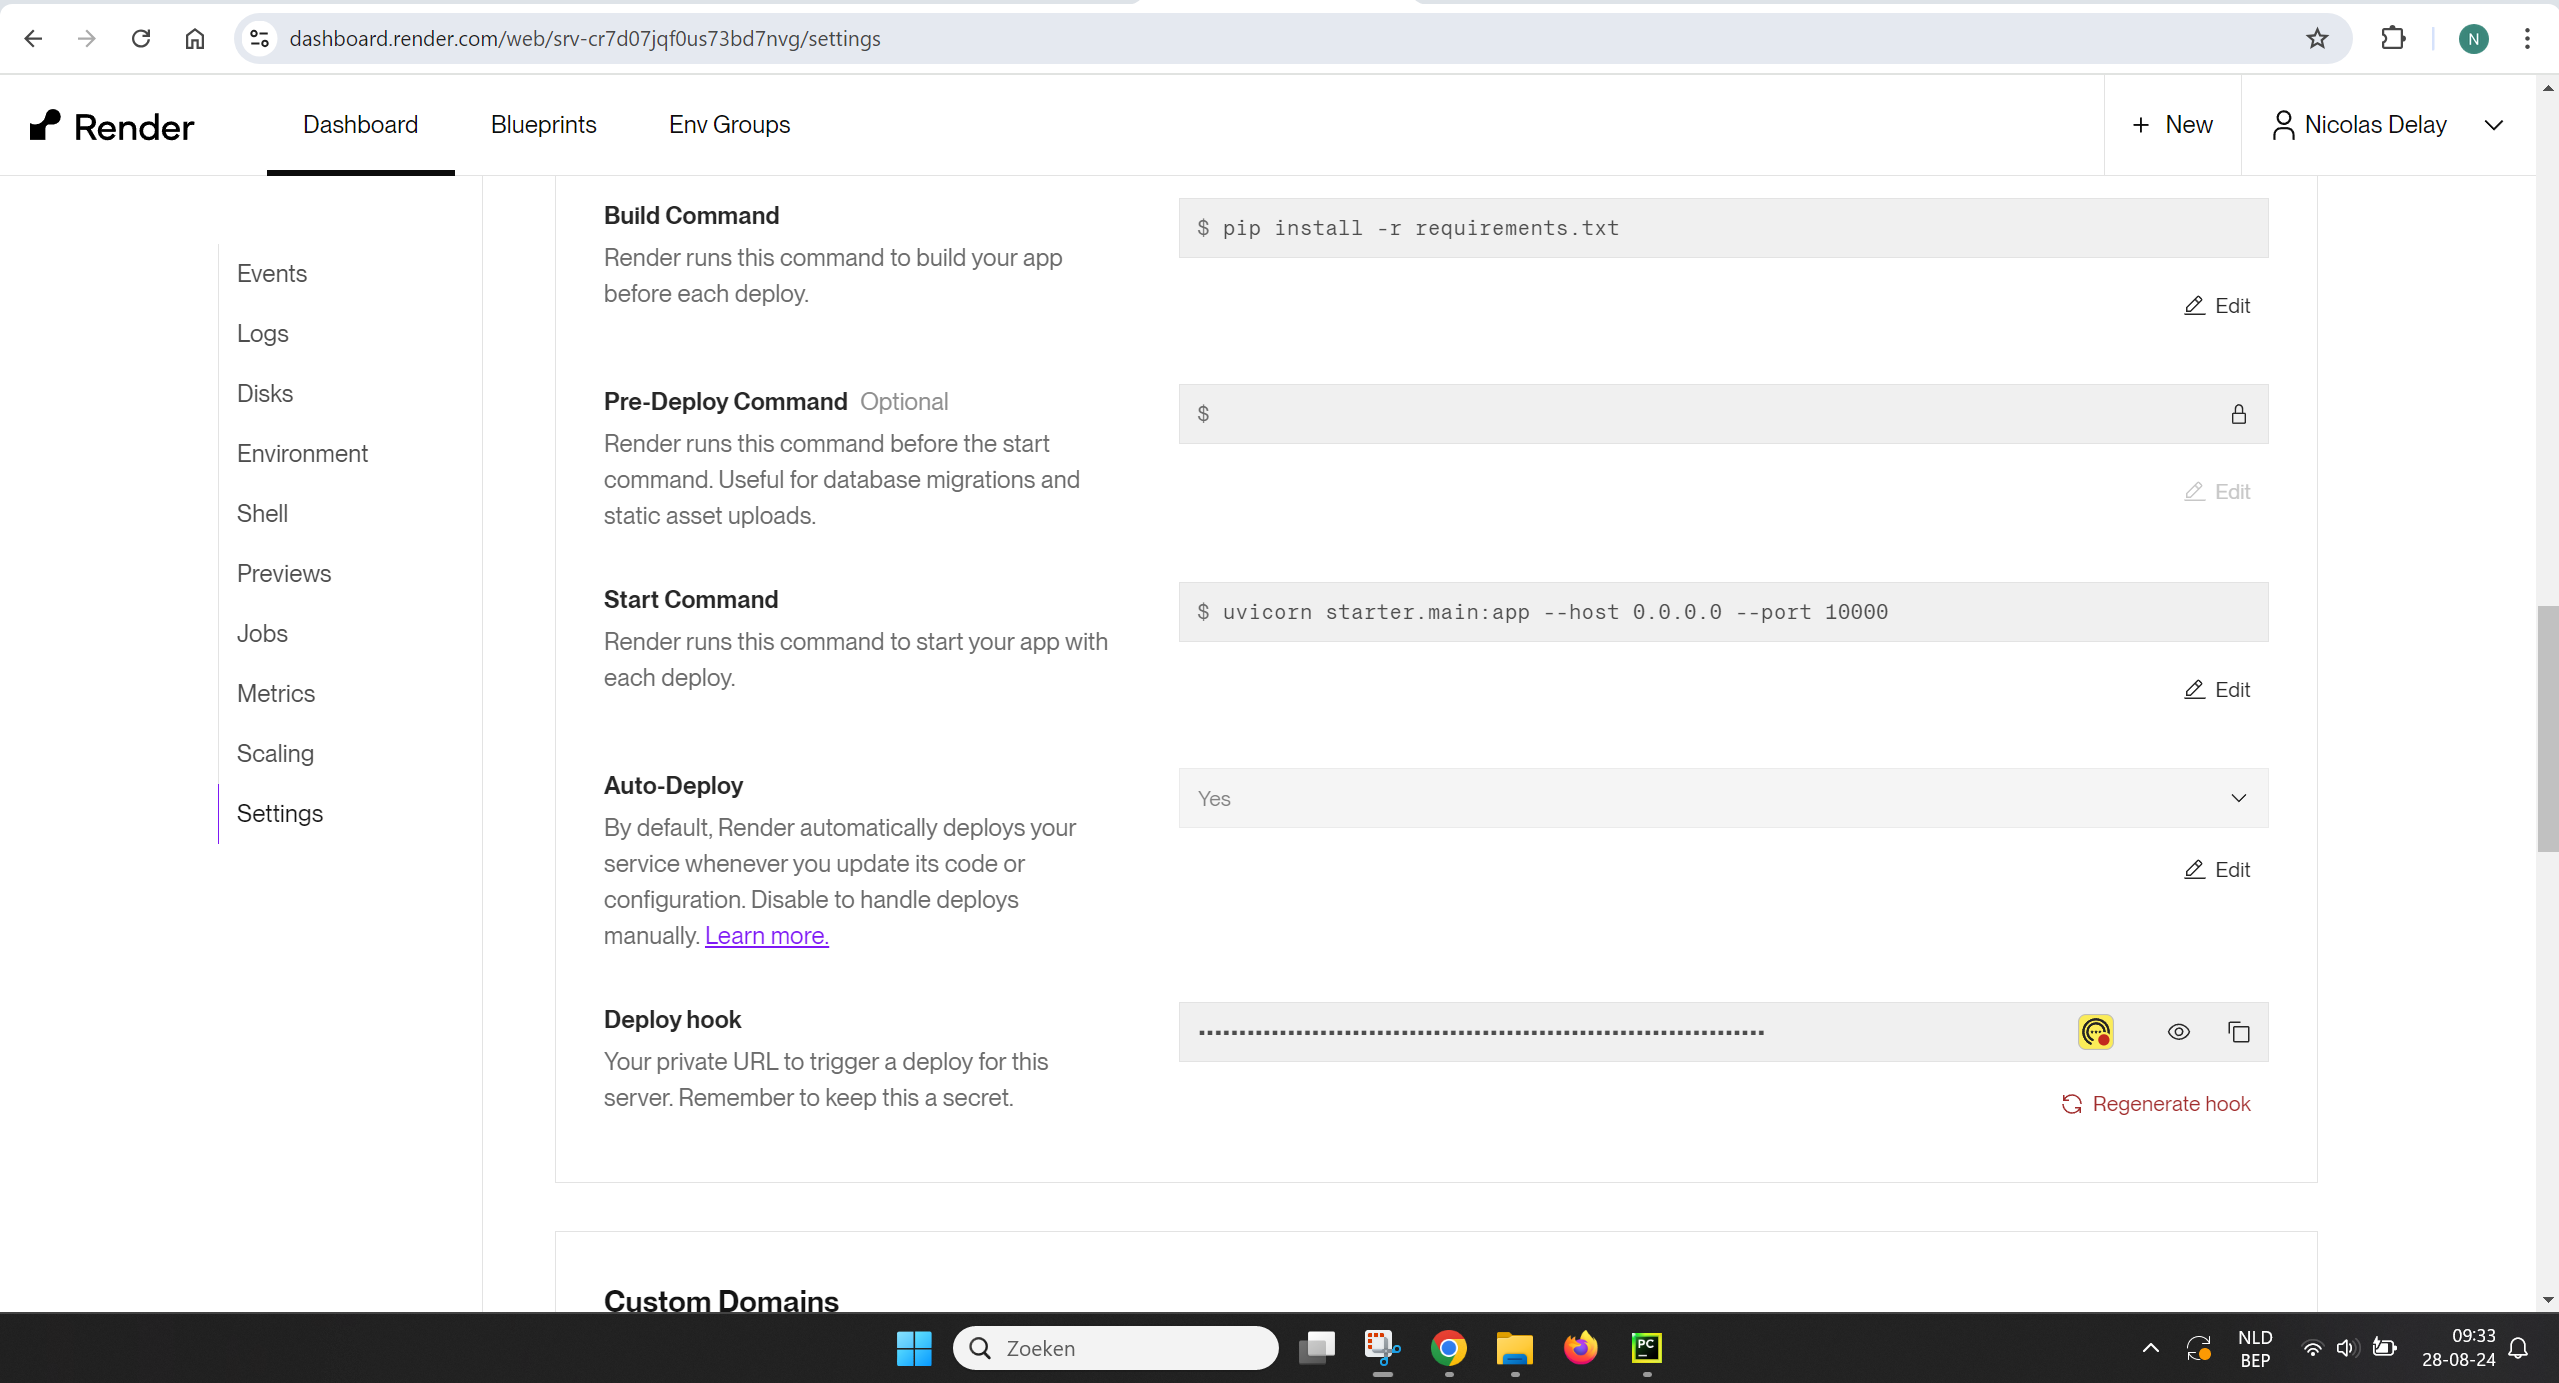 dashboard.render.com/web/srv-cr7d07jqf0us73bd7nvg/settings
N
Render
Dashboard
Blueprints
Env Groups
+ New
Nicolas Delay
Events
Logs
Disks
Environment
Shell
Previews
Jobs
Metrics
Scaling
Settings
Build Command
Render runs this command to build your app
before each deploy.
$ pip install -r requirements.txt
Edit
Pre-Deploy Command Optional
Render runs this command before the start
command. Useful for database migrations and
static asset uploads.
$
Edit
Start Command
Render runs this command to start your app with
each deploy.
$ uvicorn starter.main:app --host 0.0.0.0 --port 10000
Edit
Auto-Deploy
By default, Render automatically deploys your
service whenever you update its code or
configuration. Disable to handle deploys
manually. Learn more.
Yes
Edit
Deploy hook
Your private URL to trigger a deploy for this
server. Remember to keep this a secret.
Regenerate hook
Custom Domains
Zoeken
PC
NLD
BEP
09:33
28-08-24